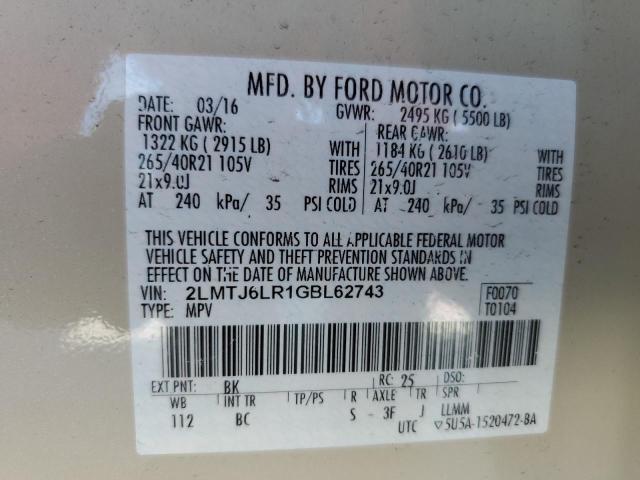 MFD. BY FORD MOTOR CO.
DATE: 03/16 GVWR: 2495 KG ( 5500 LB)
FRONT GAWR: REAR GAWR:
1322 KG ( 2915 LB) WITH 1184 KG ( 2610 LB) WITH
265/40R21 105V TIRES 265/40R21 105V TIRES
21x9.0J RIMS 21x9.0J RIMS
AT 240 kPa/ 35 PSI COLD AT 240 kPa/ 35 PSI COLD
THIS VEHICLE CONFORMS TO ALL APPLICABLE FEDERAL MOTOR
VEHICLE SAFETY AND THEFT PREVENTION STANDARDS IN
EFFECT ON THE DATE OF MANUFACTURE SHOWN ABOVE.
VIN: 2LMTJ6LR1GBL62743 F0070
TYPE: MPV T0104
EXT PNT: BK RC: 25 DSO:
WB INT TR TP/PS R AXLE TR SPR
112 BC S 3F J LLMM
UTC ▽5U5A-1520472-BA